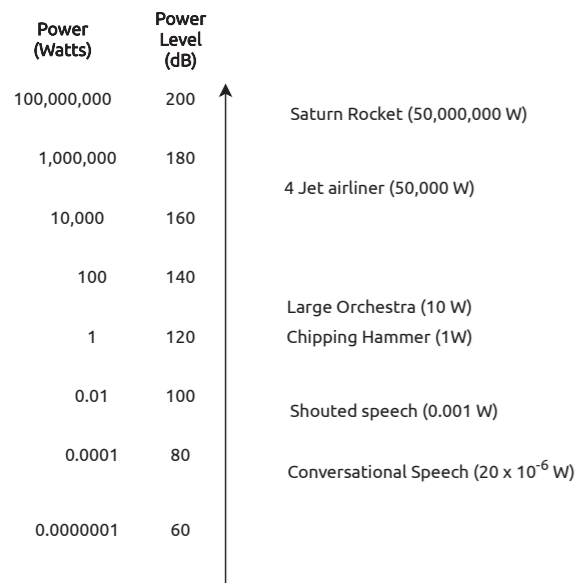 Power
(Watts)
Power
Level
(dB)
100,000,000 200
Saturn Rocket (50,000,000 W)
1,000,000 180
4 Jet airliner (50,000 W)
10,000 160
100 140
Large Orchestra (10 W)
1 120 Chipping Hammer (1W)
0.01 100
Shouted speech (0.001 W)
0.0001 80
Conversational Speech (20 x 10⁻⁶ W)
0.0000001 60